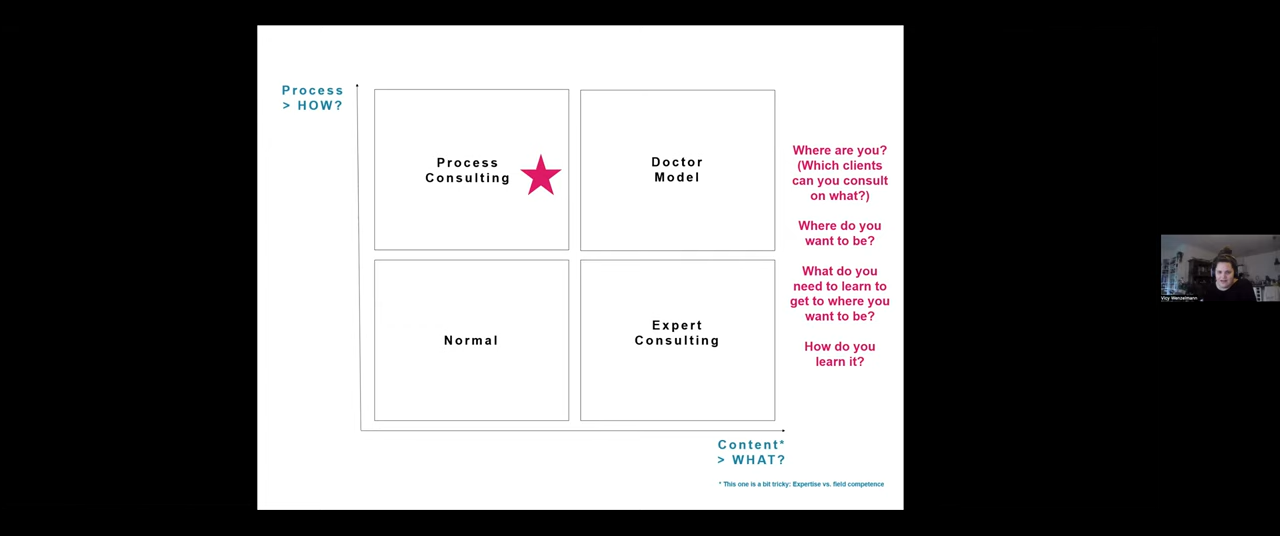 Process
> HOW?
Process
Consulting
Doctor
Model
Normal
Expert
Consulting
Where are you?
(Which clients
can you consult
on what?)
Where do you
want to be?
What do you
need to learn to
get to where you
want to be?
How do you
learn it?
Content*
> WHAT?
* This one is a bit tricky: Expertise vs. field competence
Vicy Wenzelmann